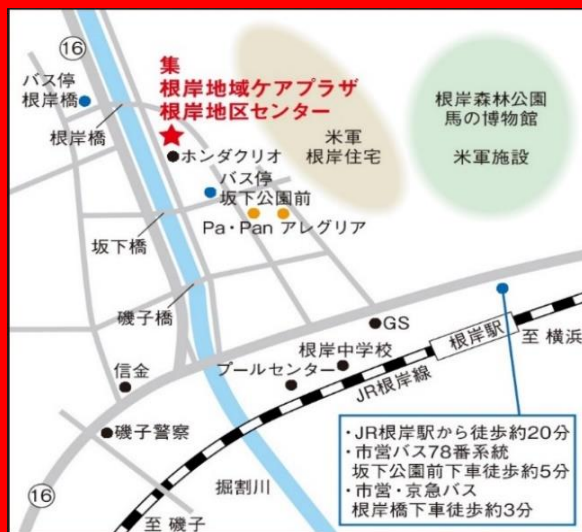 16
バス停
根岸橋
根岸橋
集
根岸地域ケアプラザ
根岸地区センター
ホンダクリオ
バス停
坂下公園前
Pa・Pan アレグリア
坂下橋
米軍
根岸住宅
根岸森林公園
馬の博物館
米軍施設
磯子橋
信金
磯子警察
GS
根岸中学校
プールセンター
JR根岸線
根岸駅
至 横浜
・JR根岸駅から徒歩約20分
・市営バス78番系統
坂下公園前下車徒歩約5分
・市営・京急バス
根岸橋下車徒歩約3分
16
至 磯子
掘割川